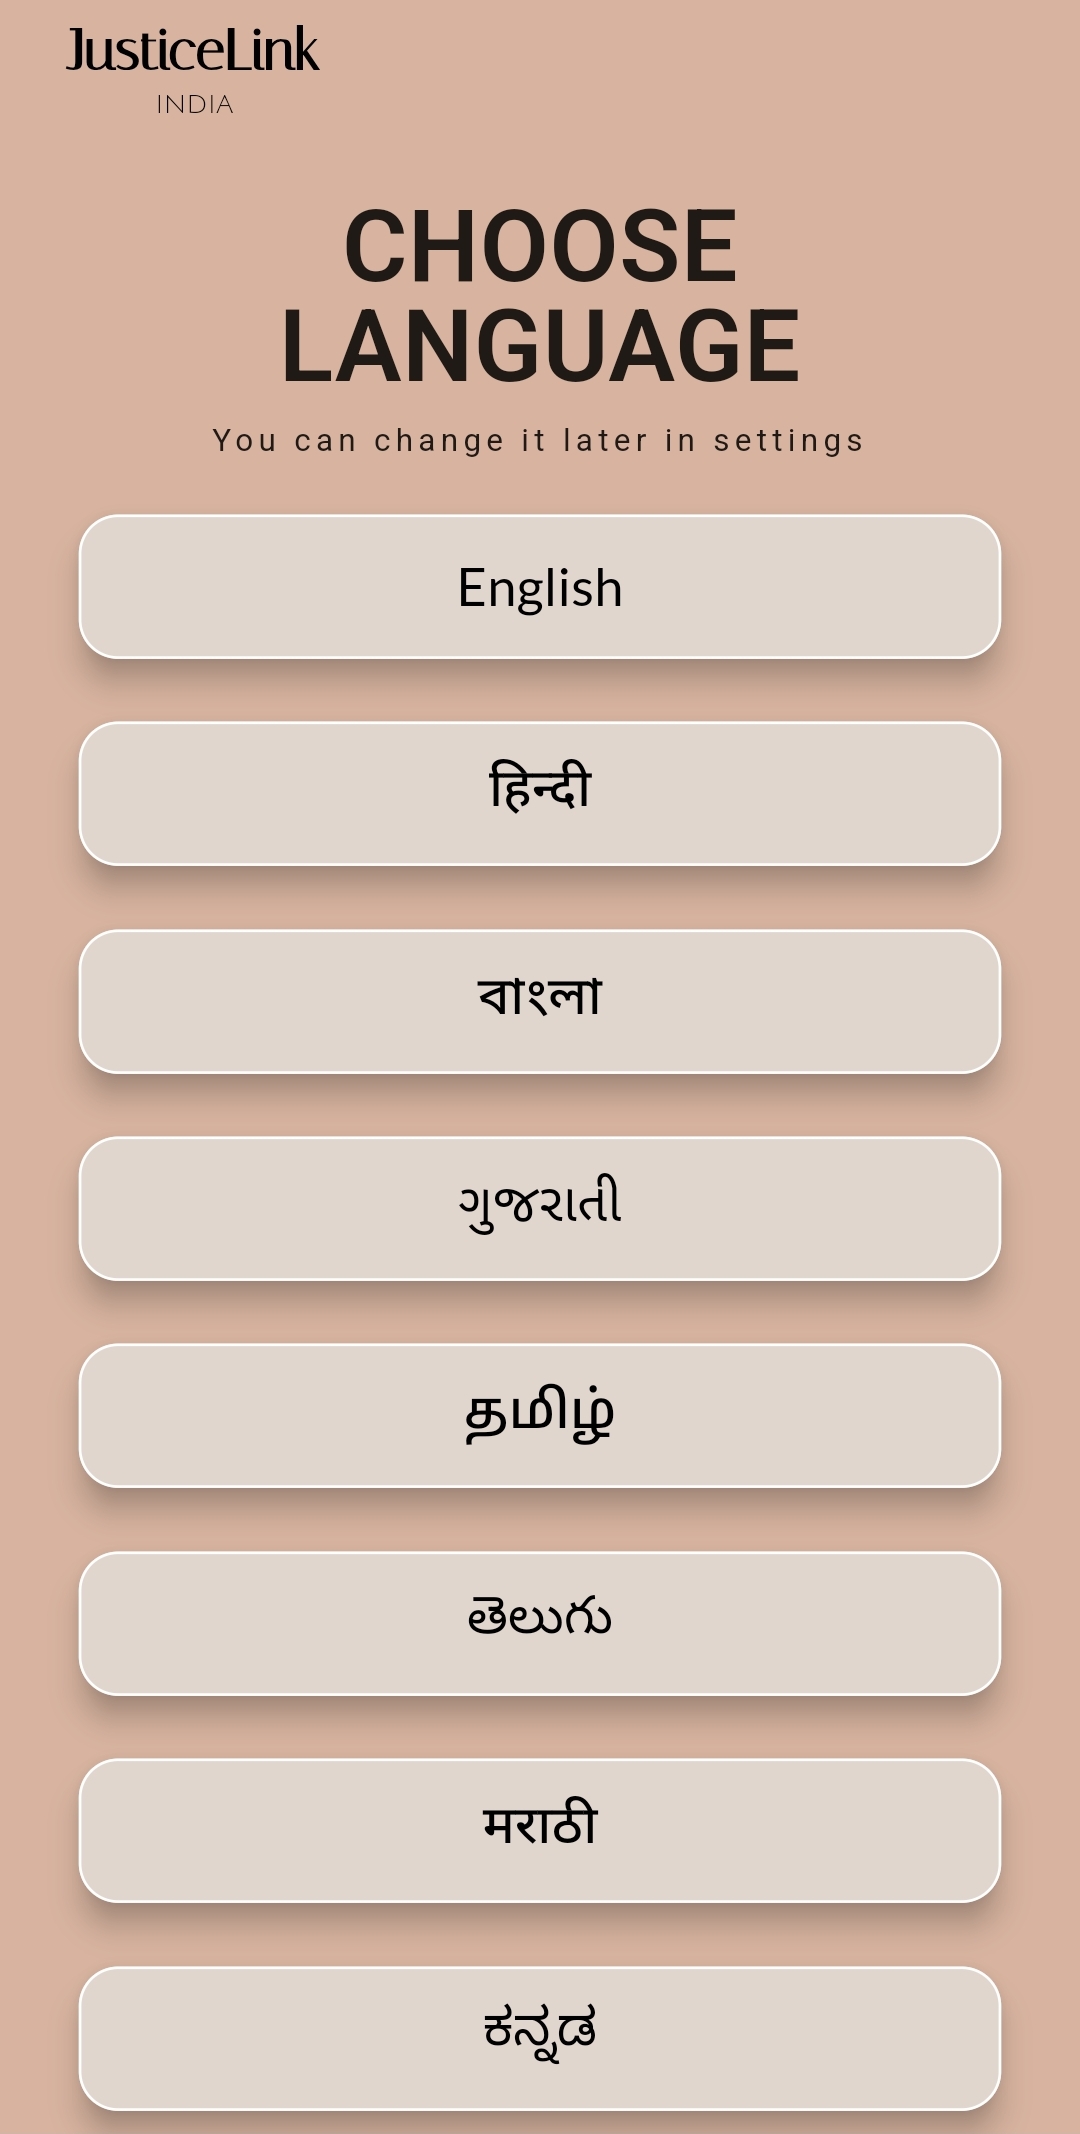 JusticeLink
INDIA
CHOOSE
LANGUAGE
You can change it later in settings
English
हिन्दी
বাংলা
ગુજરાતી
தமிழ்
తెలుగు
मराठी
ಕನ್ನಡ